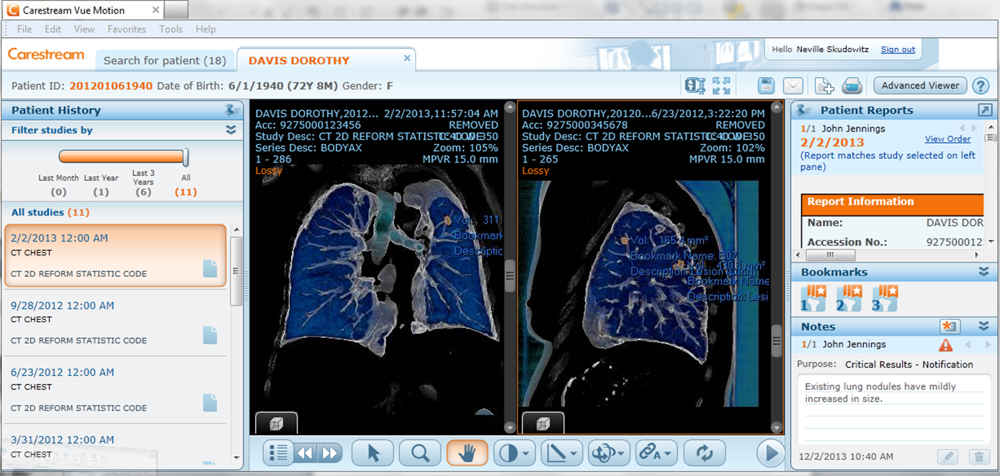 Carestream Vue Motion
File Edit View Favorites Tools Help
Carestream
Search for patient (18)
DAVIS DOROTHY
Hello Neville Skudowitz Sign out
Patient ID: 201201061940 Date of Birth: 6/1/1940 (72Y 8M) Gender: F
Advanced Viewer
?
Patient History
Filter studies by
Last Month Last Year Last 3 Years All
(0) (1) (6) (11)
All studies (11)
2/2/2013 12:00 AM
CT CHEST
CT 2D REFORM STATISTIC CODE
9/28/2012 12:00 AM
CT CHEST
CT 2D REFORM STATISTIC CODE
6/23/2012 12:00 AM
CT CHEST
CT 2D REFORM STATISTIC CODE
3/31/2012 12:00 AM
CT CHEST
DAVIS DOROTHY,2012... 2/2/2013,11:57:04 AM
Acc: 9275000123456 REMOVED
Study Desc: CT 2D REFORM STATISTIC CODE
Series Desc: BODYAX Zoom: 105%
1 - 286 MPVR 15.0 mm
Lossy
Vol: 311
Bookmark
Descriptic
DAVIS DOROTHY,20120...6/23/2012,3:22:20 PM
Acc: 9275000345678 REMOVED
Study Desc: CT 2D REFORM STATISTIC CODE
Series Desc: BODYAX Zoom: 102%
1 - 265 MPVR 15.0 mm
Lossy
Vol: 165.4 mm³
Bookmark Name: B07
Description: Lesion (Lung)
mm³
Bookmark Name
Description: Lesi
Patient Reports
1/1 John Jennings
2/2/2013 View Order
(Report matches study selected on left
pane)
Report Information
Name: DAVIS DOR
Accession No.: 92750001​2
Bookmarks
1 2 3
Notes
1/1 John Jennings
Purpose: Critical Results - Notification
Existing lung nodules have mildly
increased in size.
12/2/2013 10:40 AM